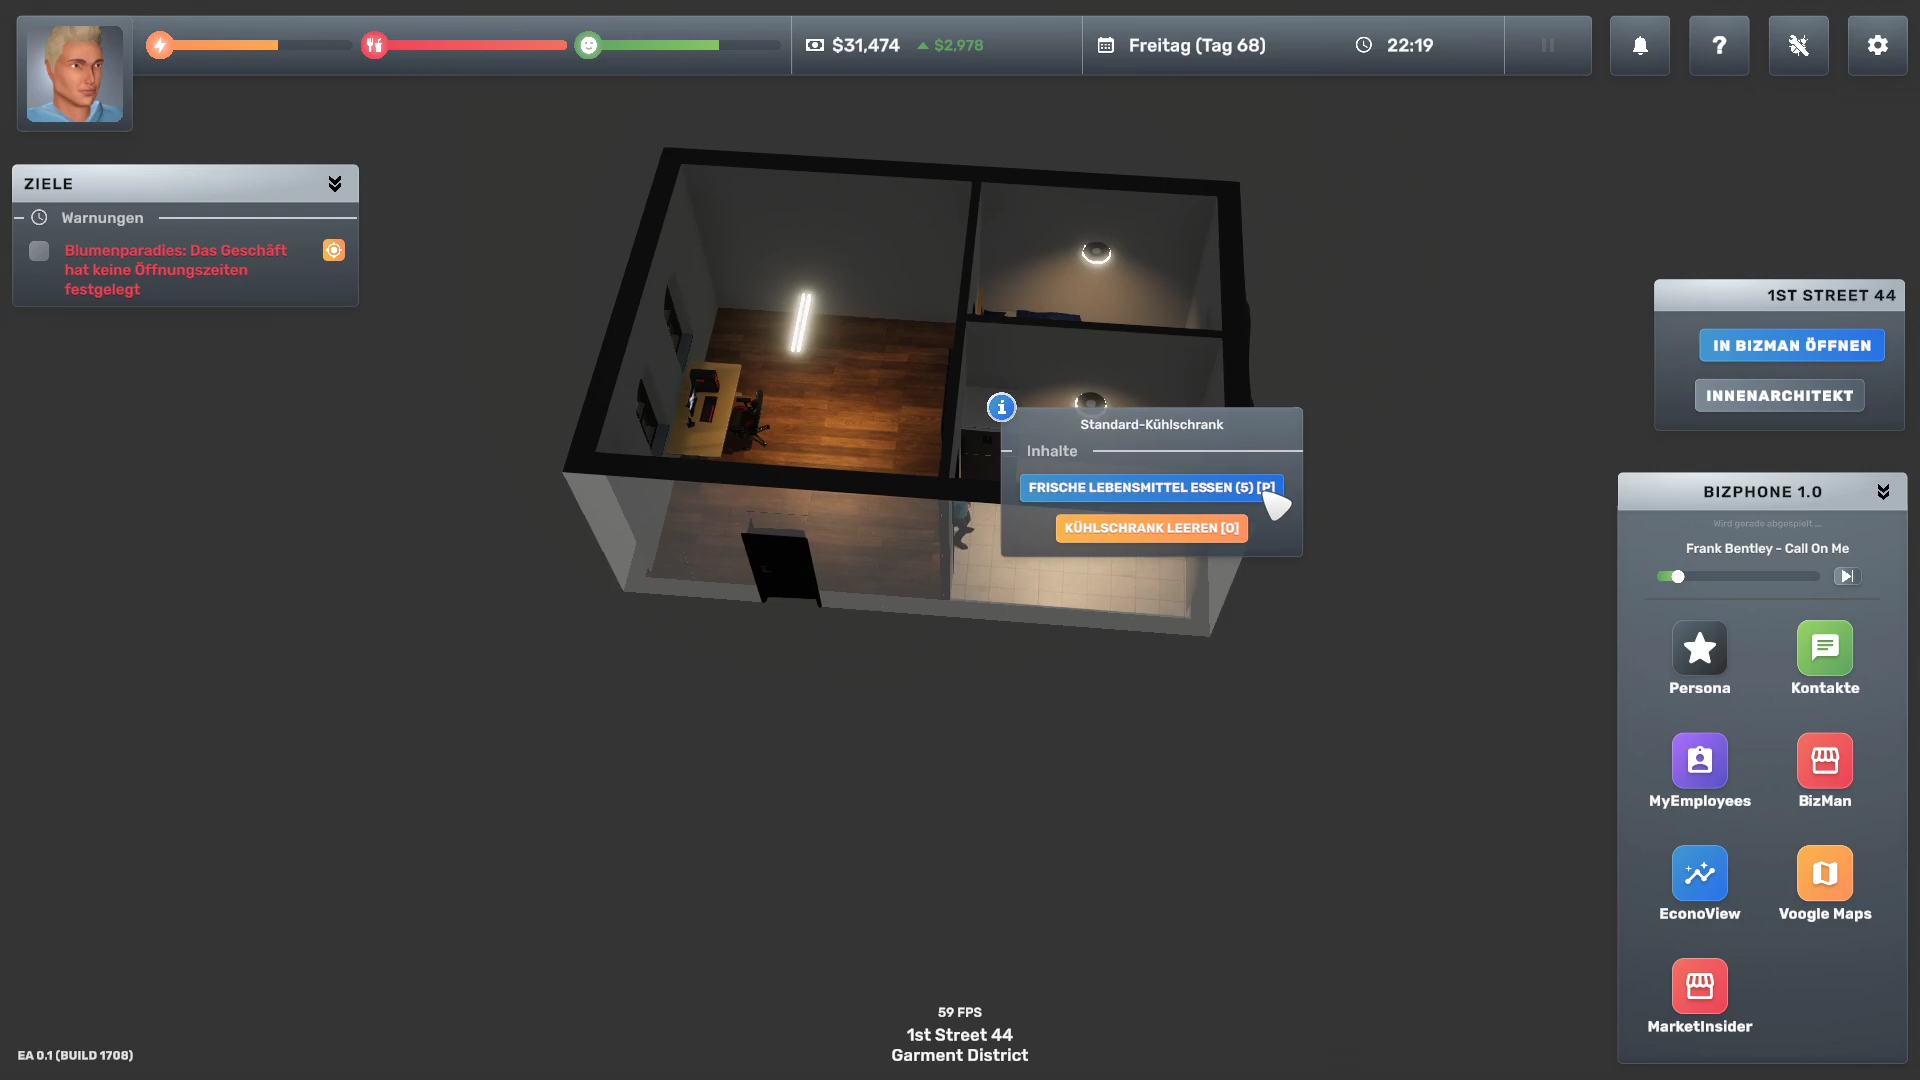 $31,474
$2,978
Freitag (Tag 68)
22:19
?
ZIELE
Warnungen
Blumenparadies: Das Geschäft
hat keine Öffnungszeiten
festgelegt
1ST STREET 44
IN BIZMAN ÖFFNEN
INNENARCHITEKT
Standard-Kühlschrank
Inhalte
FRISCHE LEBENSMITTEL ESSEN (5) [P]
KÜHLSCHRANK LEEREN [O]
BIZPHONE 1.0
Wird gerade abgespielt ...
Frank Bentley - Call On Me
Persona
Kontakte
MyEmployees
BizMan
EconoView
Voogle Maps
MarketInsider
59 FPS
1st Street 44
Garment District
EA 0.1 (BUILD 1708)